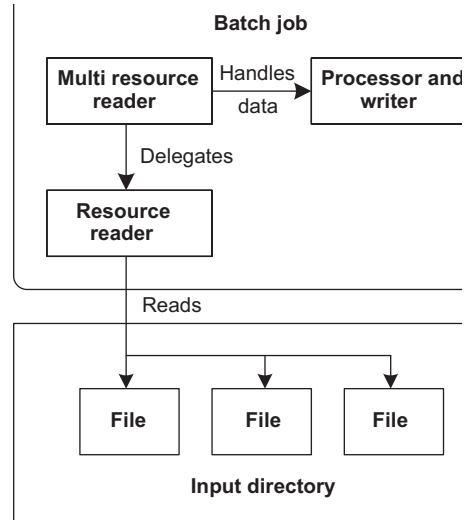 Batch job
Multi resource
reader
Handles
data
Processor and
writer
Delegates
Resource
reader
Reads
File
File
File
Input directory